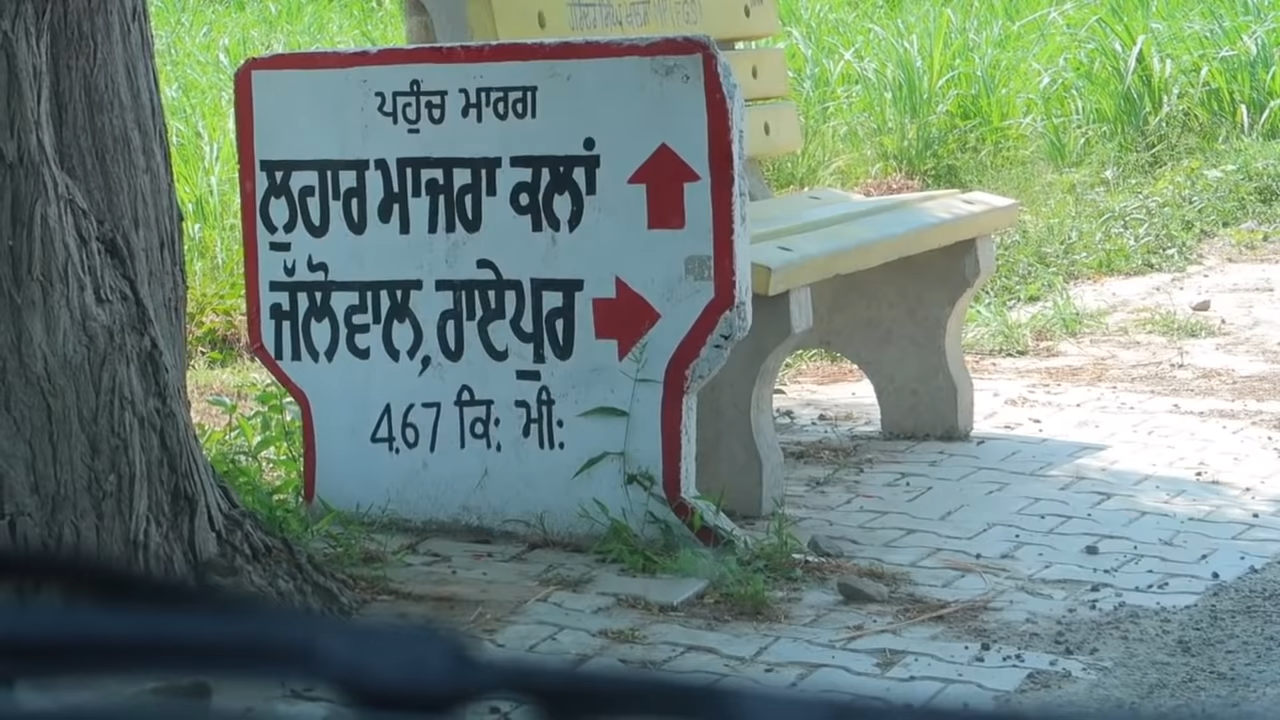 ਪਹੁੰਚ ਮਾਰਗ
ਲੁਹਾਰ ਮਾਜਰਾ ਕਲਾਂ
ਜੱਲੋਵਾਲ, ਰਾਏਪੁਰ
4.67 ਕਿ: ਮੀ: